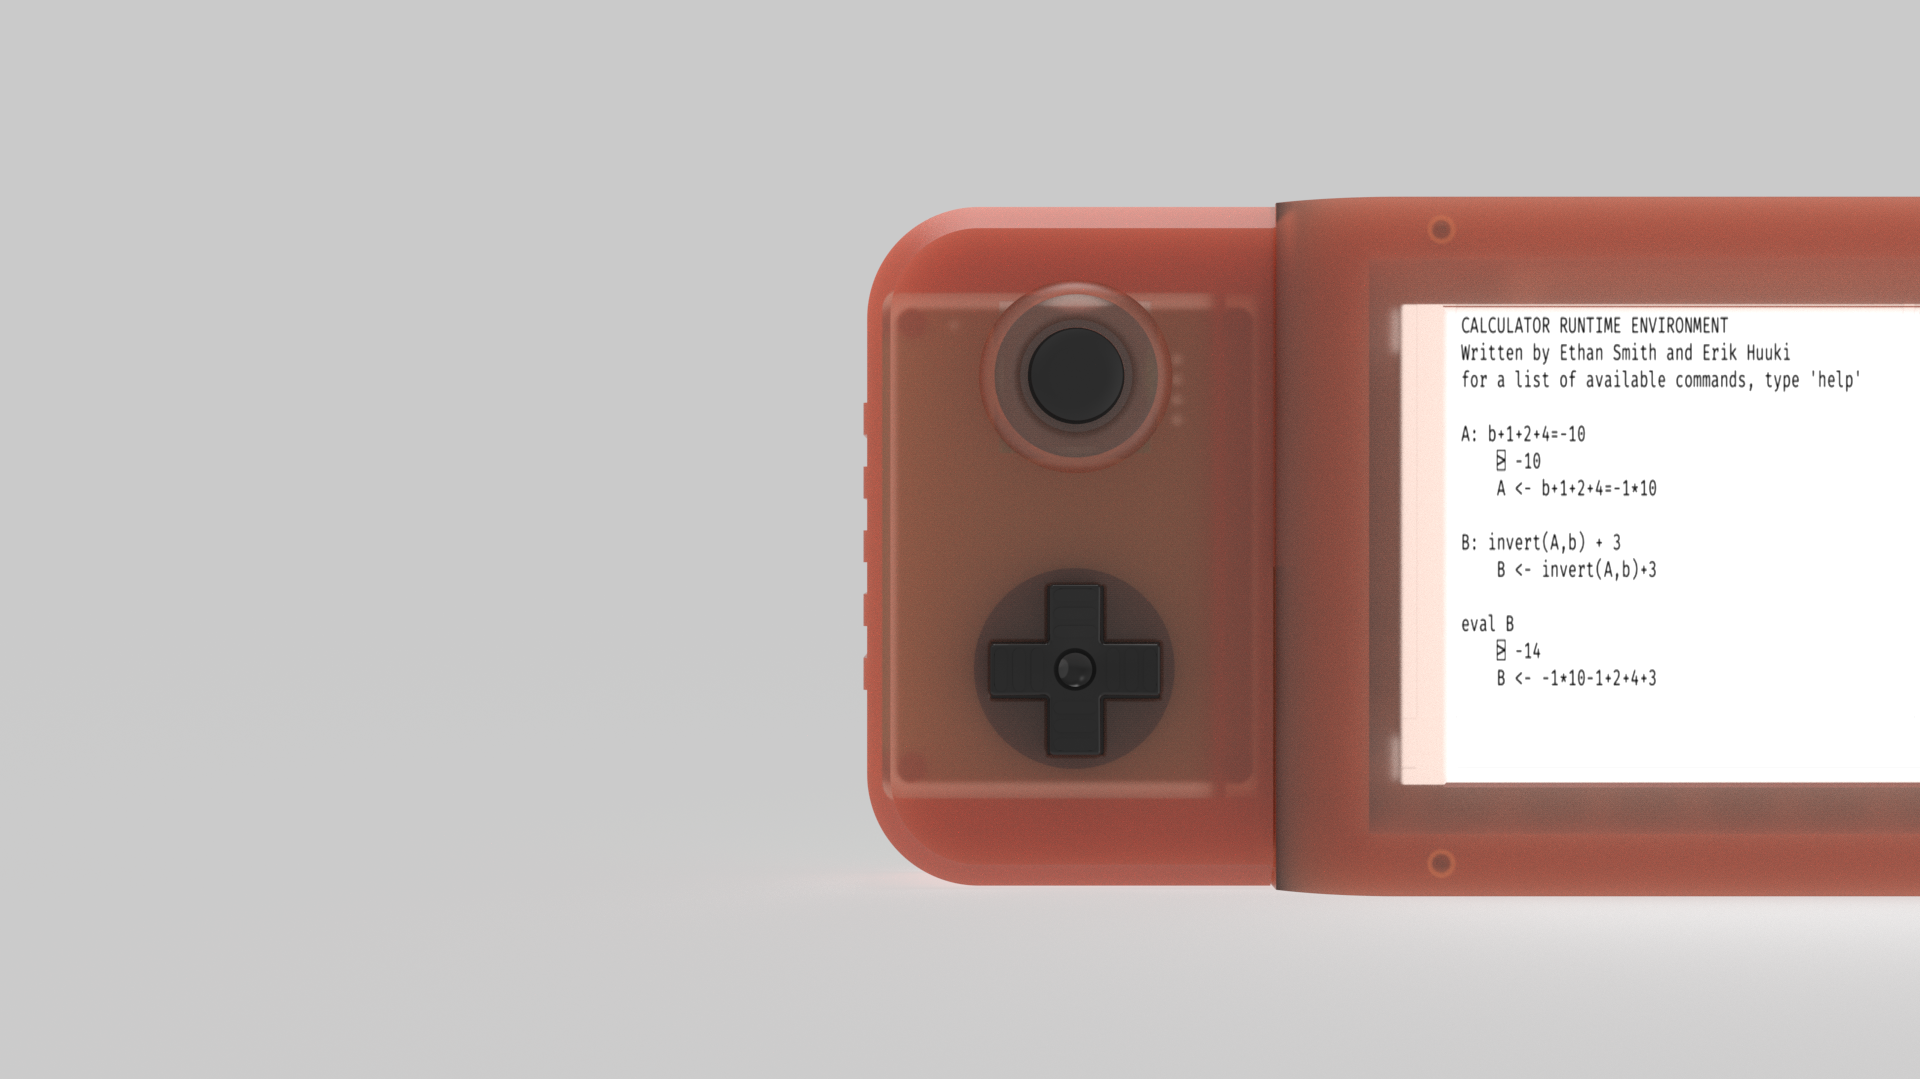 CALCULATOR RUNTIME ENVIRONMENT
Written by Ethan Smith and Erik Huuki
for a list of available commands, type 'help'
A: b+1+2+4=-10
⍄ -10
A <- b+1+2+4=-1*10
B: invert(A,b) + 3
B <- invert(A,b)+3
eval B
⍄ -14
B <- -1*10-1+2+4+3